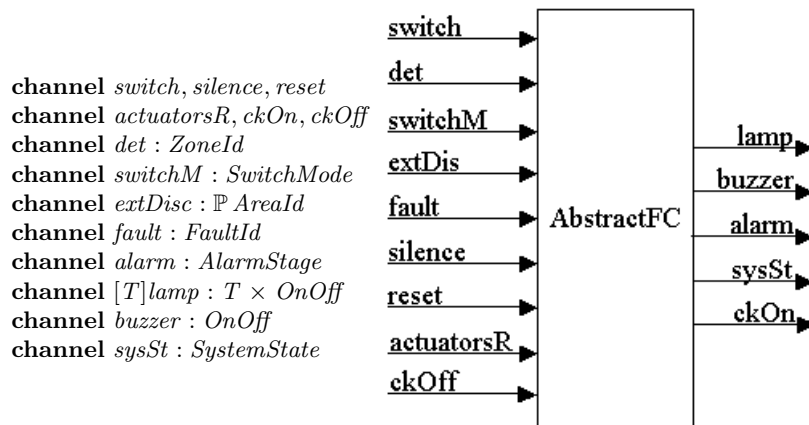 channel switch, silence, reset
channel actuatorsR, ckOn, ckOff
channel det : ZoneId
channel switchM : SwitchMode
channel extDisc : ℙ AreaId
channel fault : FaultId
channel alarm : AlarmStage
channel [T]lamp : T × OnOff
channel buzzer : OnOff
channel sysSt : SystemState
switch
det
switchM
extDis
fault
silence
reset
actuatorsR
ckOff
AbstractFC
lamp
buzzer
alarm
sysSt
ckOn